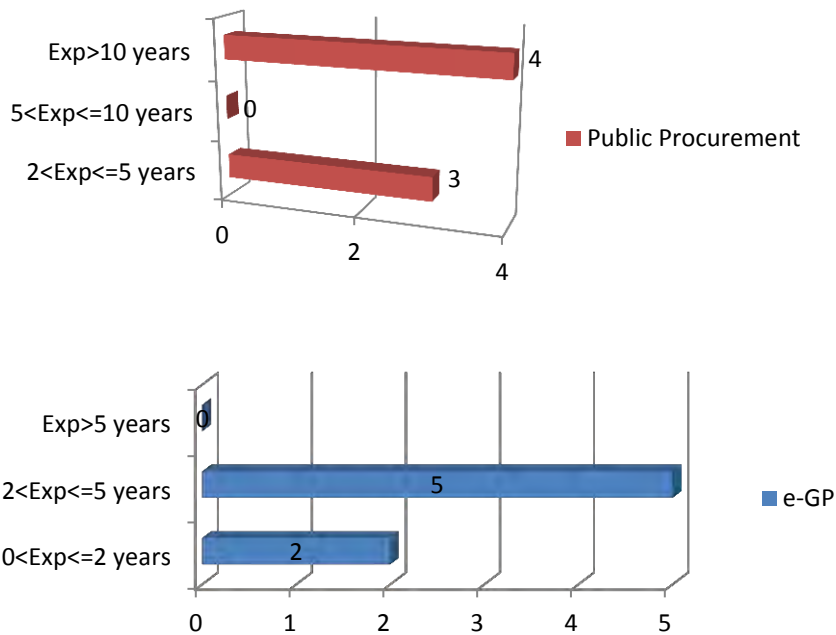 Exp>10 years
4
5<Exp<=10 years
0
Public Procurement
2<Exp<=5 years
3
0
2
4
Exp>5 years
0
2<Exp<=5 years
5
e-GP
0<Exp<=2 years
2
0 1 2 3 4 5